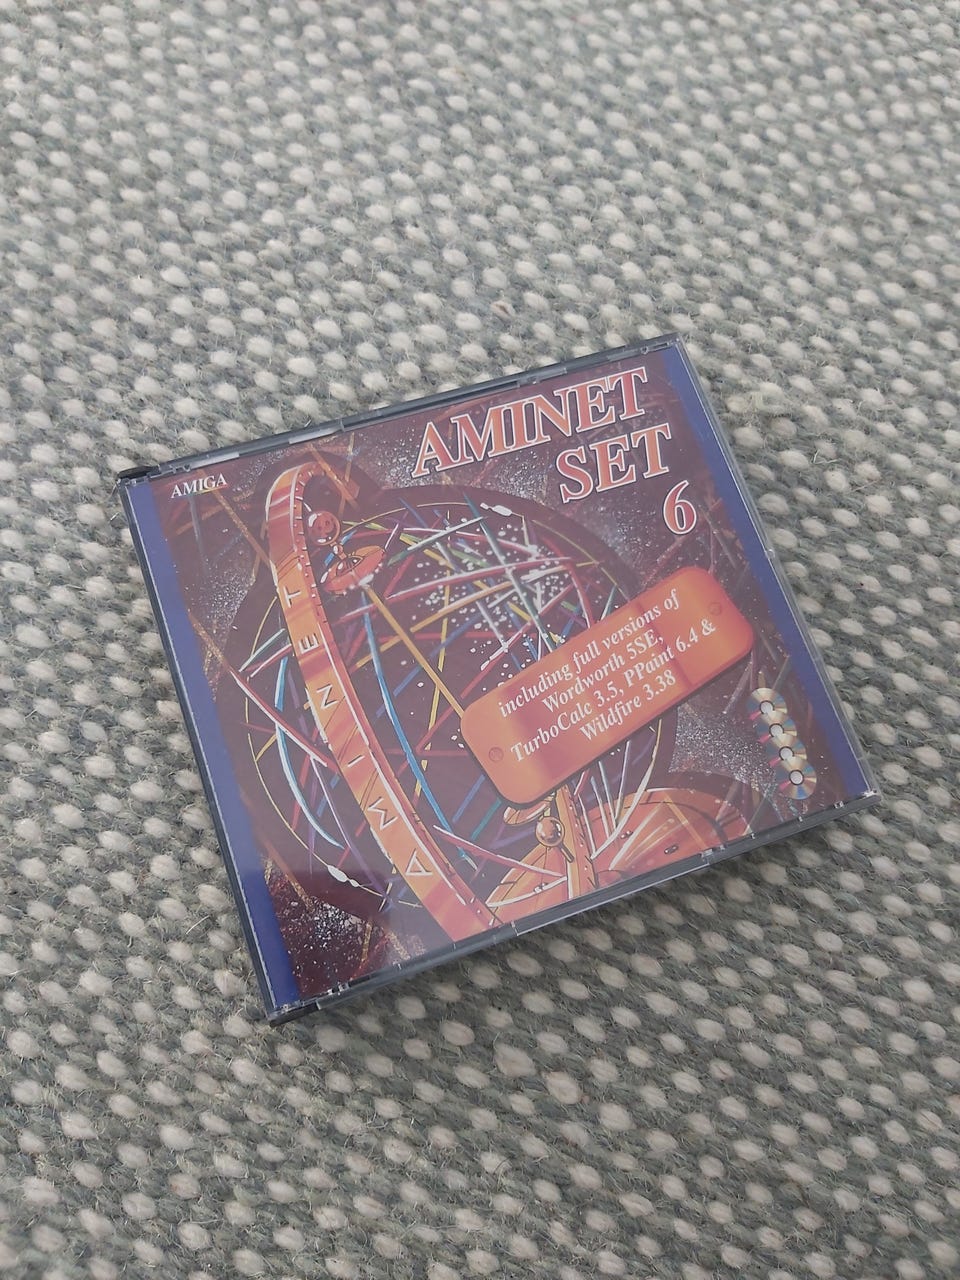 AMIGA
AMINET
SET
6
AMINET
including full versions of
Wordworth 5SE,
TurboCalc 3.5, PPaint 6.4 &
Wildfire 3.38